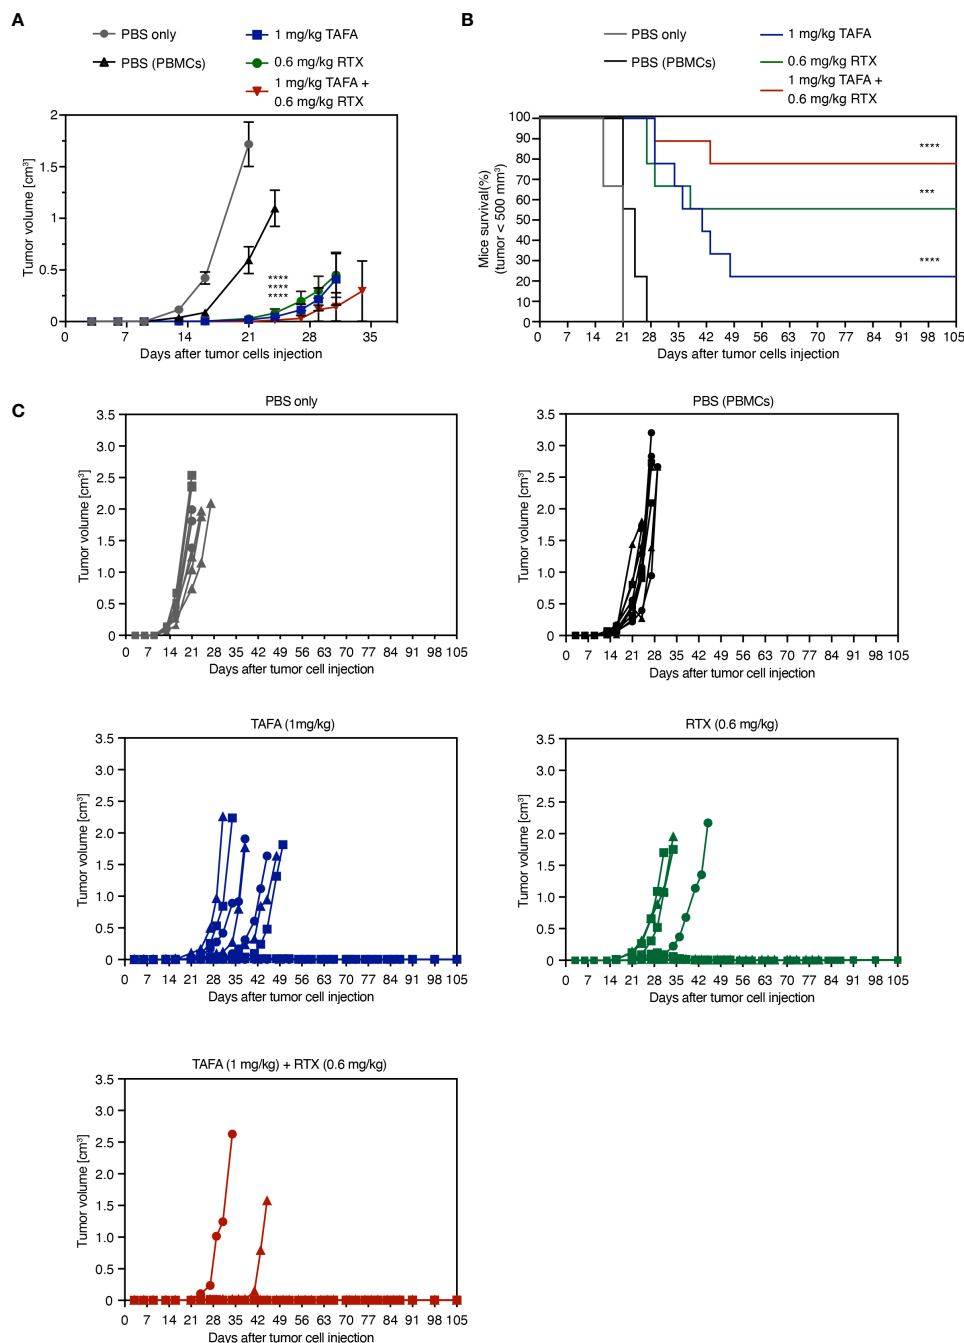 A
PBS only
1 mg/kg TAFA
PBS (PBMCs)
0.6 mg/kg RTX
1 mg/kg TAFA +
0.6 mg/kg RTX
Tumor volume [cm³]
2
1.5
1
0.5
0
****
****
****
0 7 14 21 28 35
Days after tumor cells injection
B
PBS only
1 mg/kg TAFA
PBS (PBMCs)
0.6 mg/kg RTX
1 mg/kg TAFA +
0.6 mg/kg RTX
Mice survival(%)
(tumor < 500 mm³)
100
90
80
70
60
50
40
30
20
10
0
****
***
****
0 7 14 21 28 35 42 49 56 63 70 77 84 91 98 105
Days after tumor cells injection
C
PBS only
Tumor volume [cm³]
3.5
3.0
2.5
2.0
1.5
1.0
0.5
0
0 7 14 21 28 35 42 49 56 63 70 77 84 91 98 105
Days after tumor cell injection
PBS (PBMCs)
Tumor volume [cm³]
3.5
3.0
2.5
2.0
1.5
1.0
0.5
0
0 7 14 21 28 35 42 49 56 63 70 77 84 91 98 105
Days after tumor cell injection
TAFA (1mg/kg)
Tumor volume [cm³]
3.5
3.0
2.5
2.0
1.5
1.0
0.5
0
0 7 14 21 28 35 42 49 56 63 70 77 84 91 98 105
Days after tumor cell injection
RTX (0.6 mg/kg)
Tumor volume [cm³]
3.5
3.0
2.5
2.0
1.5
1.0
0.5
0
0 7 14 21 28 35 42 49 56 63 70 77 84 91 98 105
Days after tumor cell injection
TAFA (1 mg/kg) + RTX (0.6 mg/kg)
Tumor volume [cm³]
3.5
3.0
2.5
2.0
1.5
1.0
0.5
0
0 7 14 21 28 35 42 49 56 63 70 77 84 91 98 105
Days after tumor cell injection